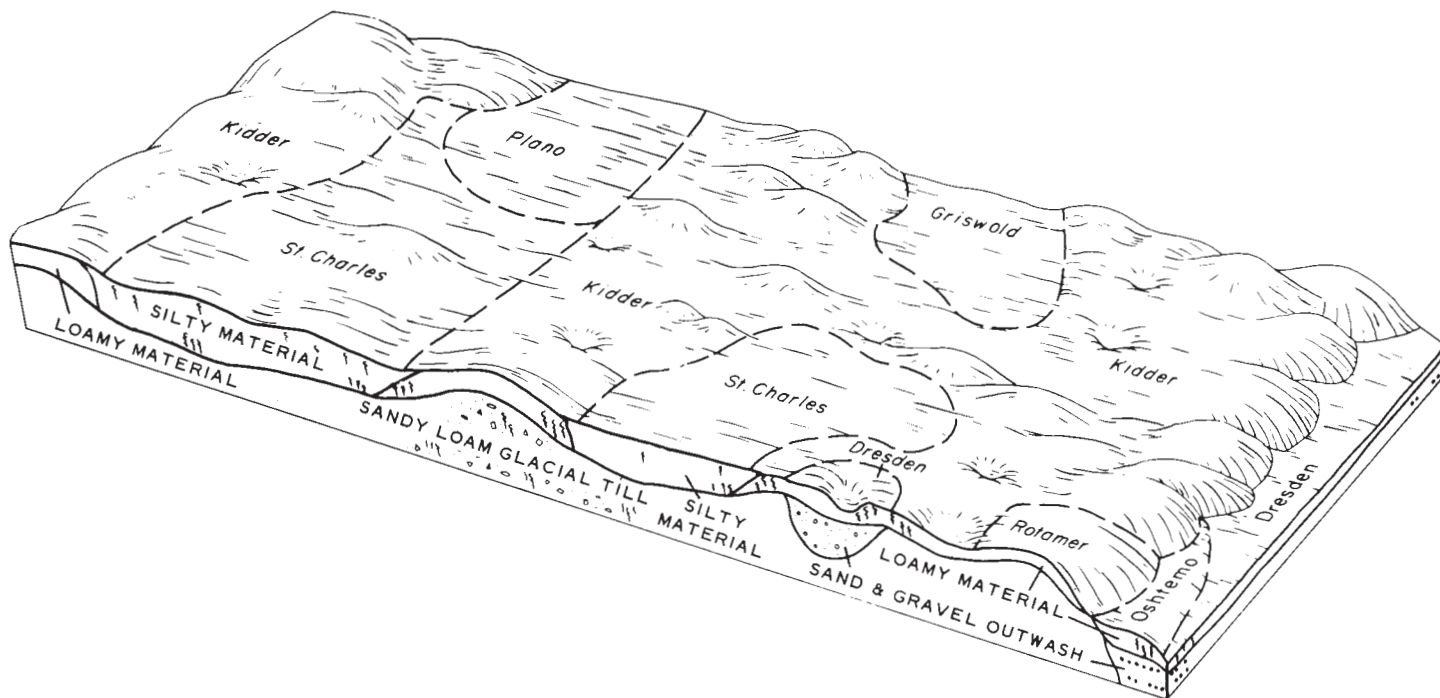 Kidder
Plano
Griswold
St. Charles
Kidder
Kidder
St. Charles
Dresden
Dresden
Rotamer
Oshtemo
SILTY MATERIAL
LOAMY MATERIAL
SANDY LOAM GLACIAL TILL
SILTY
MATERIAL
LOAMY MATERIAL
SAND & GRAVEL OUTWASH